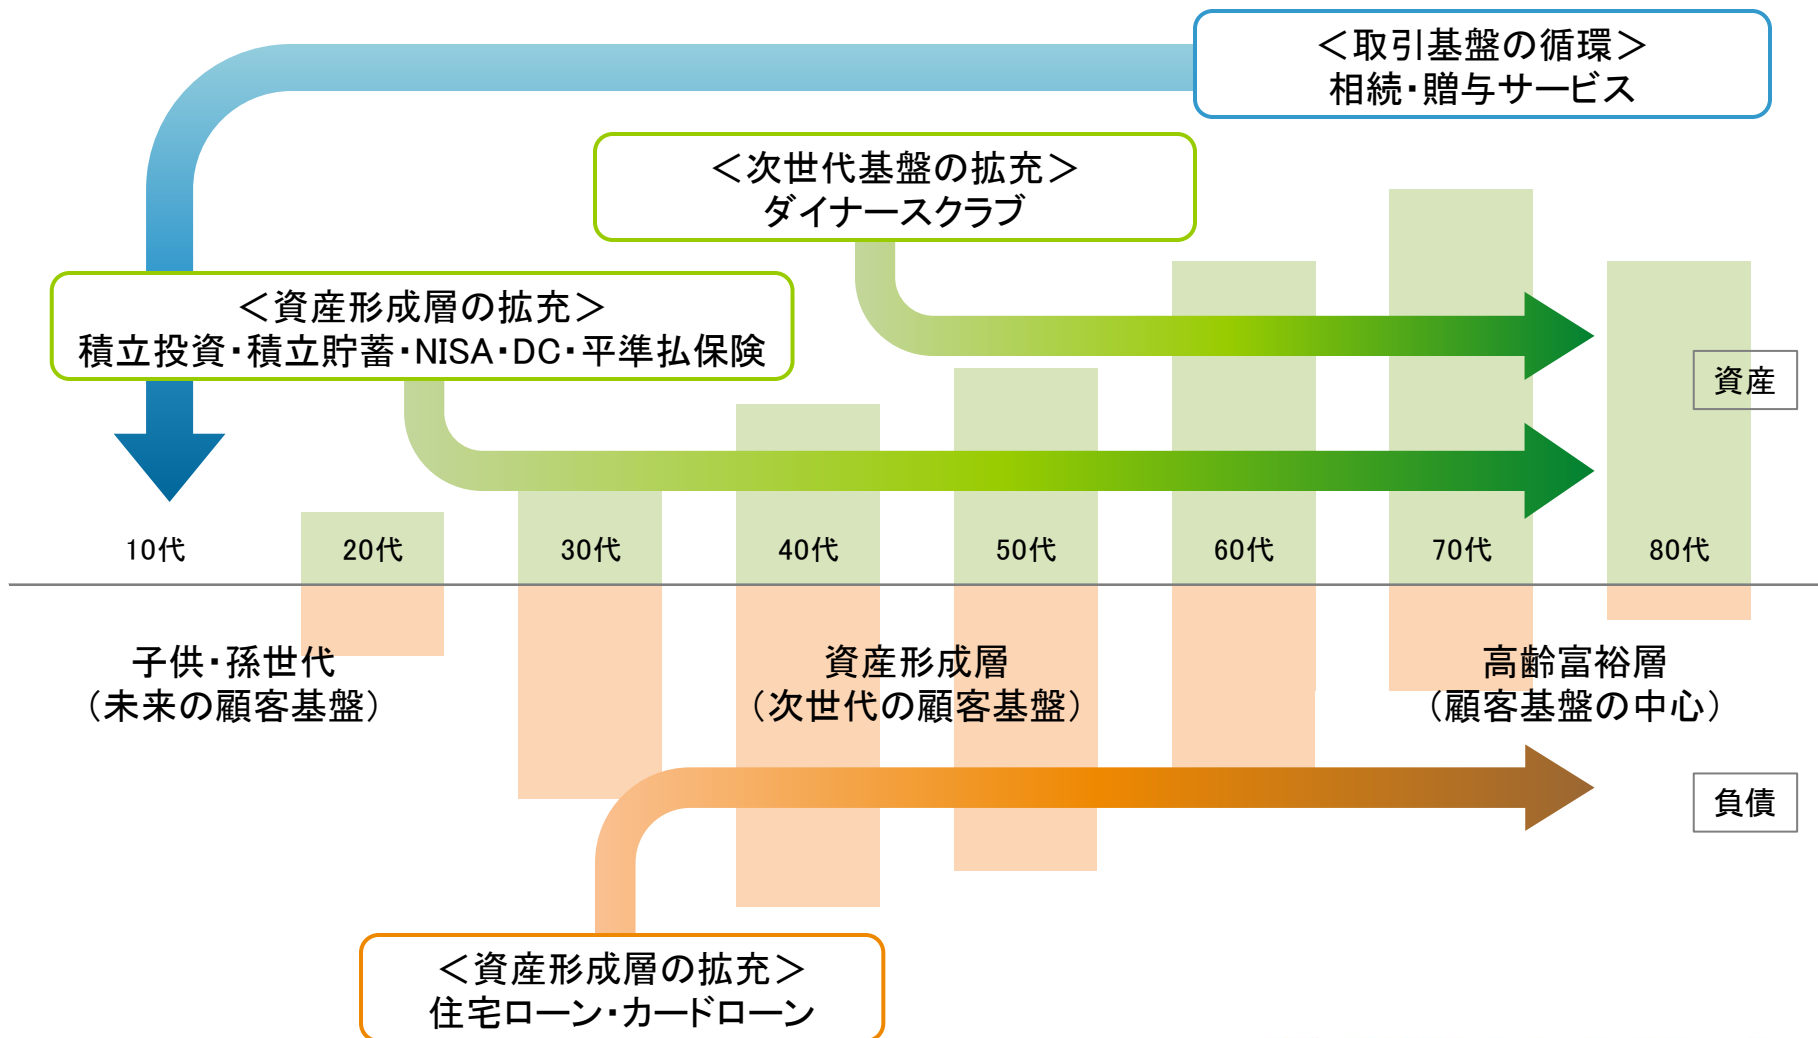 <取引基盤の循環>
相続・贈与サービス
<次世代基盤の拡充>
ダイナースクラブ
<資産形成層の拡充>
積立投資・積立貯蓄・NISA・DC・平準払保険
資産
10代
20代
30代
40代
50代
60代
70代
80代
子供・孫世代
(未来の顧客基盤)
資産形成層
(次世代の顧客基盤)
高齢富裕層
(顧客基盤の中心)
負債
<資産形成層の拡充>
住宅ローン・カードローン